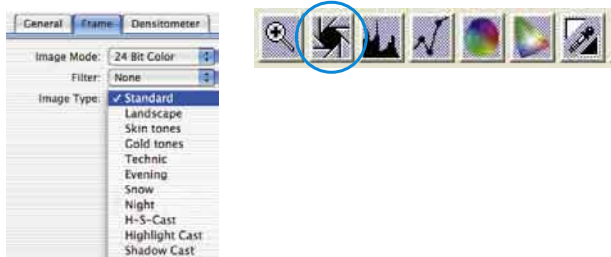 General Frame Densitometer
Image Mode: 24 Bit Color
Filter: None
Image Type: ✓ Standard
Landscape
Skin tones
Gold tones
Technic
Evening
Snow
Night
H-S-Cast
Highlight Cast
Shadow Cast